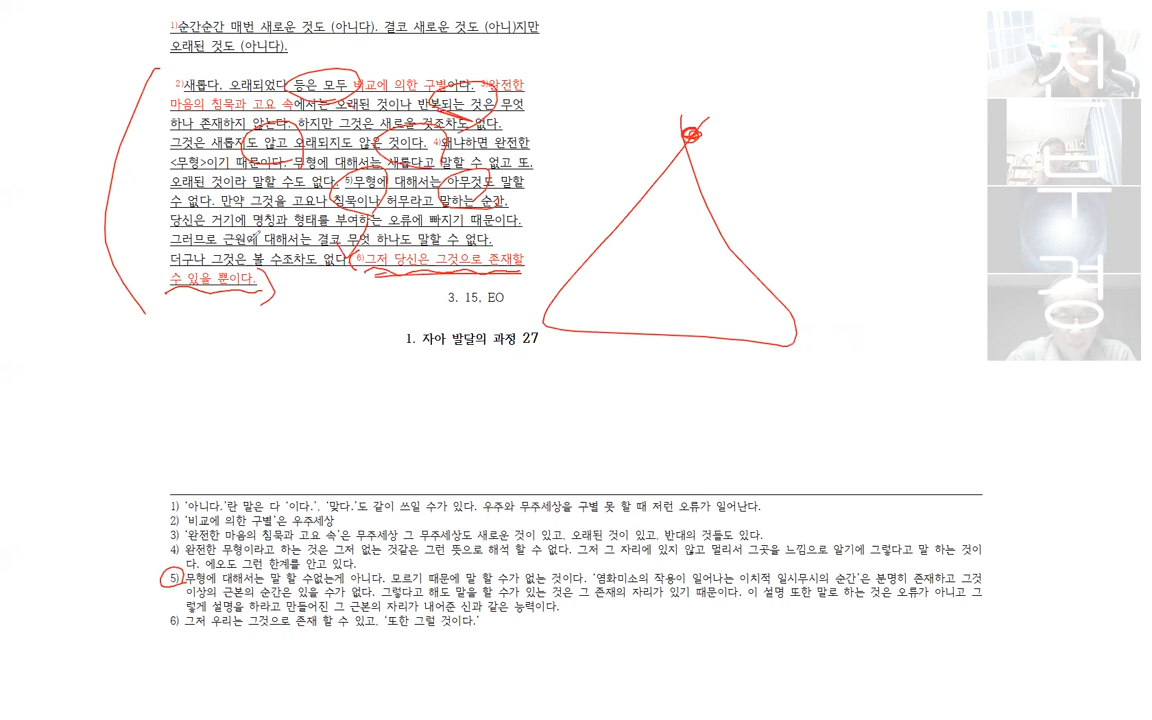 1)순간순간 매번 새로운 것도 (아니다). 결코 새로운 것도 (아니)지만
오래된 것도 (아니다).
2)새롭다. 오래되었다 등은 모두 비교에 의한 구별이다. 3)완전한
마음의 침묵과 고요 속에서는 오래된 것이나 반복되는 것은 무엇
하나 존재하지 않는다. 하지만 그것은 새로울 것조차도 없다.
그것은 새롭지도 않고 오래되지도 않은 것이다. 4)왜냐하면 완전한
<무형>이기 때문이다. 무형에 대해서는 새롭다고 말할 수 없고 또.
오래된 것이라 말할 수도 없다. 5)무형에 대해서는 아무것도 말할
수 없다. 만약 그것을 고요나 침묵이나 허무라고 말하는 순간.
당신은 거기에 명칭과 형태를 부여하는 오류에 빠지기 때문이다.
그러므로 근원에 대해서는 결코 무엇 하나도 말할 수 없다.
더구나 그것은 볼 수조차도 없다. 6)그저 당신은 그것으로 존재할
수 있을 뿐이다.
3. 15, EO
1. 자아 발달의 과정 27
1) '아니다.'란 말은 다 '이다.', '맞다.'도 같이 쓰일 수가 있다. 우주와 무주세상을 구별 못 할 때 저런 오류가 일어난다.
2) '비교에 의한 구별'은 우주세상
3) '완전한 마음의 침묵과 고요 속'은 무주세상 그 무주세상도 새로운 것이 있고, 오래된 것이 있고, 반대의 것들도 있다.
4) 완전한 무형이라고 하는 것은 그저 없는 것같은 그런 뜻으로 해석 할 수 없다. 그저 그 자리에 있지 않고 멀리서 그곳을 느낌으로 알기에 그렇다고 말 하는 것이
다. 에오도 그런 한계를 안고 있다.
5) 무형에 대해서는 말 할 수없는게 아니다. 모르기 때문에 말 할 수가 없는 것이다. '염화미소의 작용이 일어나는 이치적 일시무시의 순간'은 분명히 존재하고 그것
이상의 근본의 순간은 있을 수가 없다. 그렇다고 해도 말을 할 수가 있는 것은 그 존재의 자리가 있기 때문이다. 이 설명 또한 말로 하는 것은 오류가 아니고 그
렇게 설명을 하라고 만들어진 그 근본의 자리가 내어준 신과 같은 능력이다.
6) 그저 우리는 그것으로 존재 할 수 있고, '또한 그럴 것이다.'